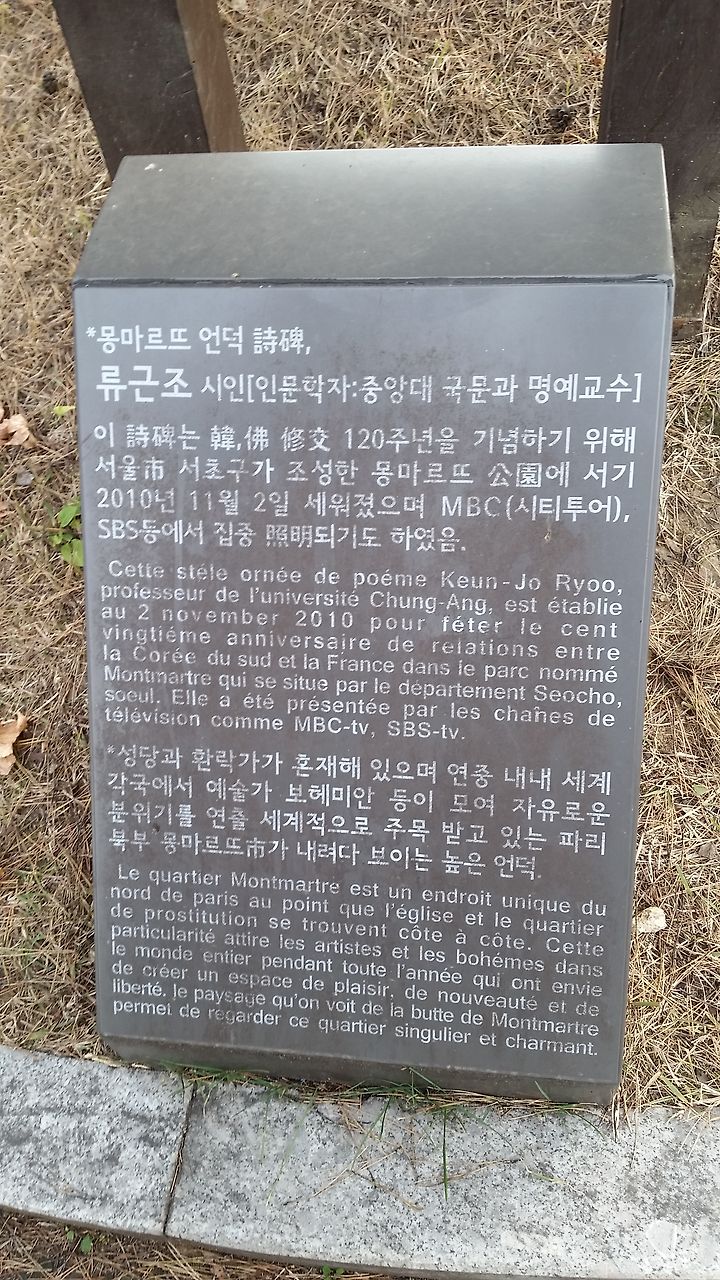 *몽마르뜨 언덕 詩碑,
류근조 시인[인문학자:중앙대 국문과 명예교수]
이 詩碑는 韓,佛 修交 120주년을 기념하기 위해
서울市 서초구가 조성한 몽마르뜨 公園에 서기
2010년 11월 2일 세워졌으며 MBC(시티투어),
SBS등에서 집중 照明되기도 하였음.
Cette stéle ornée de poéme Keun-Jo Ryoo,
professeur de l'université Chung-Ang, est établie
au 2 november 2010 pour féter le cent
vingtiéme anniversaire de relations entre
la Corée du sud et la France dans le parc nommé
Montmartre qui se situe par le département Seocho,
soeul. Elle a été présentée par les chaînes de
télévision comme MBC-tv, SBS-tv.
*성당과 환락가가 혼재해 있으며 연중 내내 세계
각국에서 예술가 보헤미안 등이 모여 자유로운
분위기를 연출 세계적으로 주목 받고 있는 파리
북부 몽마르뜨市가 내려다 보이는 높은 언덕.
Le quartier Montmartre est un endroit unique du
nord de paris au point que l'église et le quartier
de prostitution se trouvent côte à côte. Cette
particularité attire les artistes et les bohémes dans
le monde entier pendant toute l'année qui ont envie
de créer un espace de plaisir, de nouveauté et de
liberté. le paysage qu'on voit de la butte de Montmartre
permet de regarder ce quartier singulier et charmant.